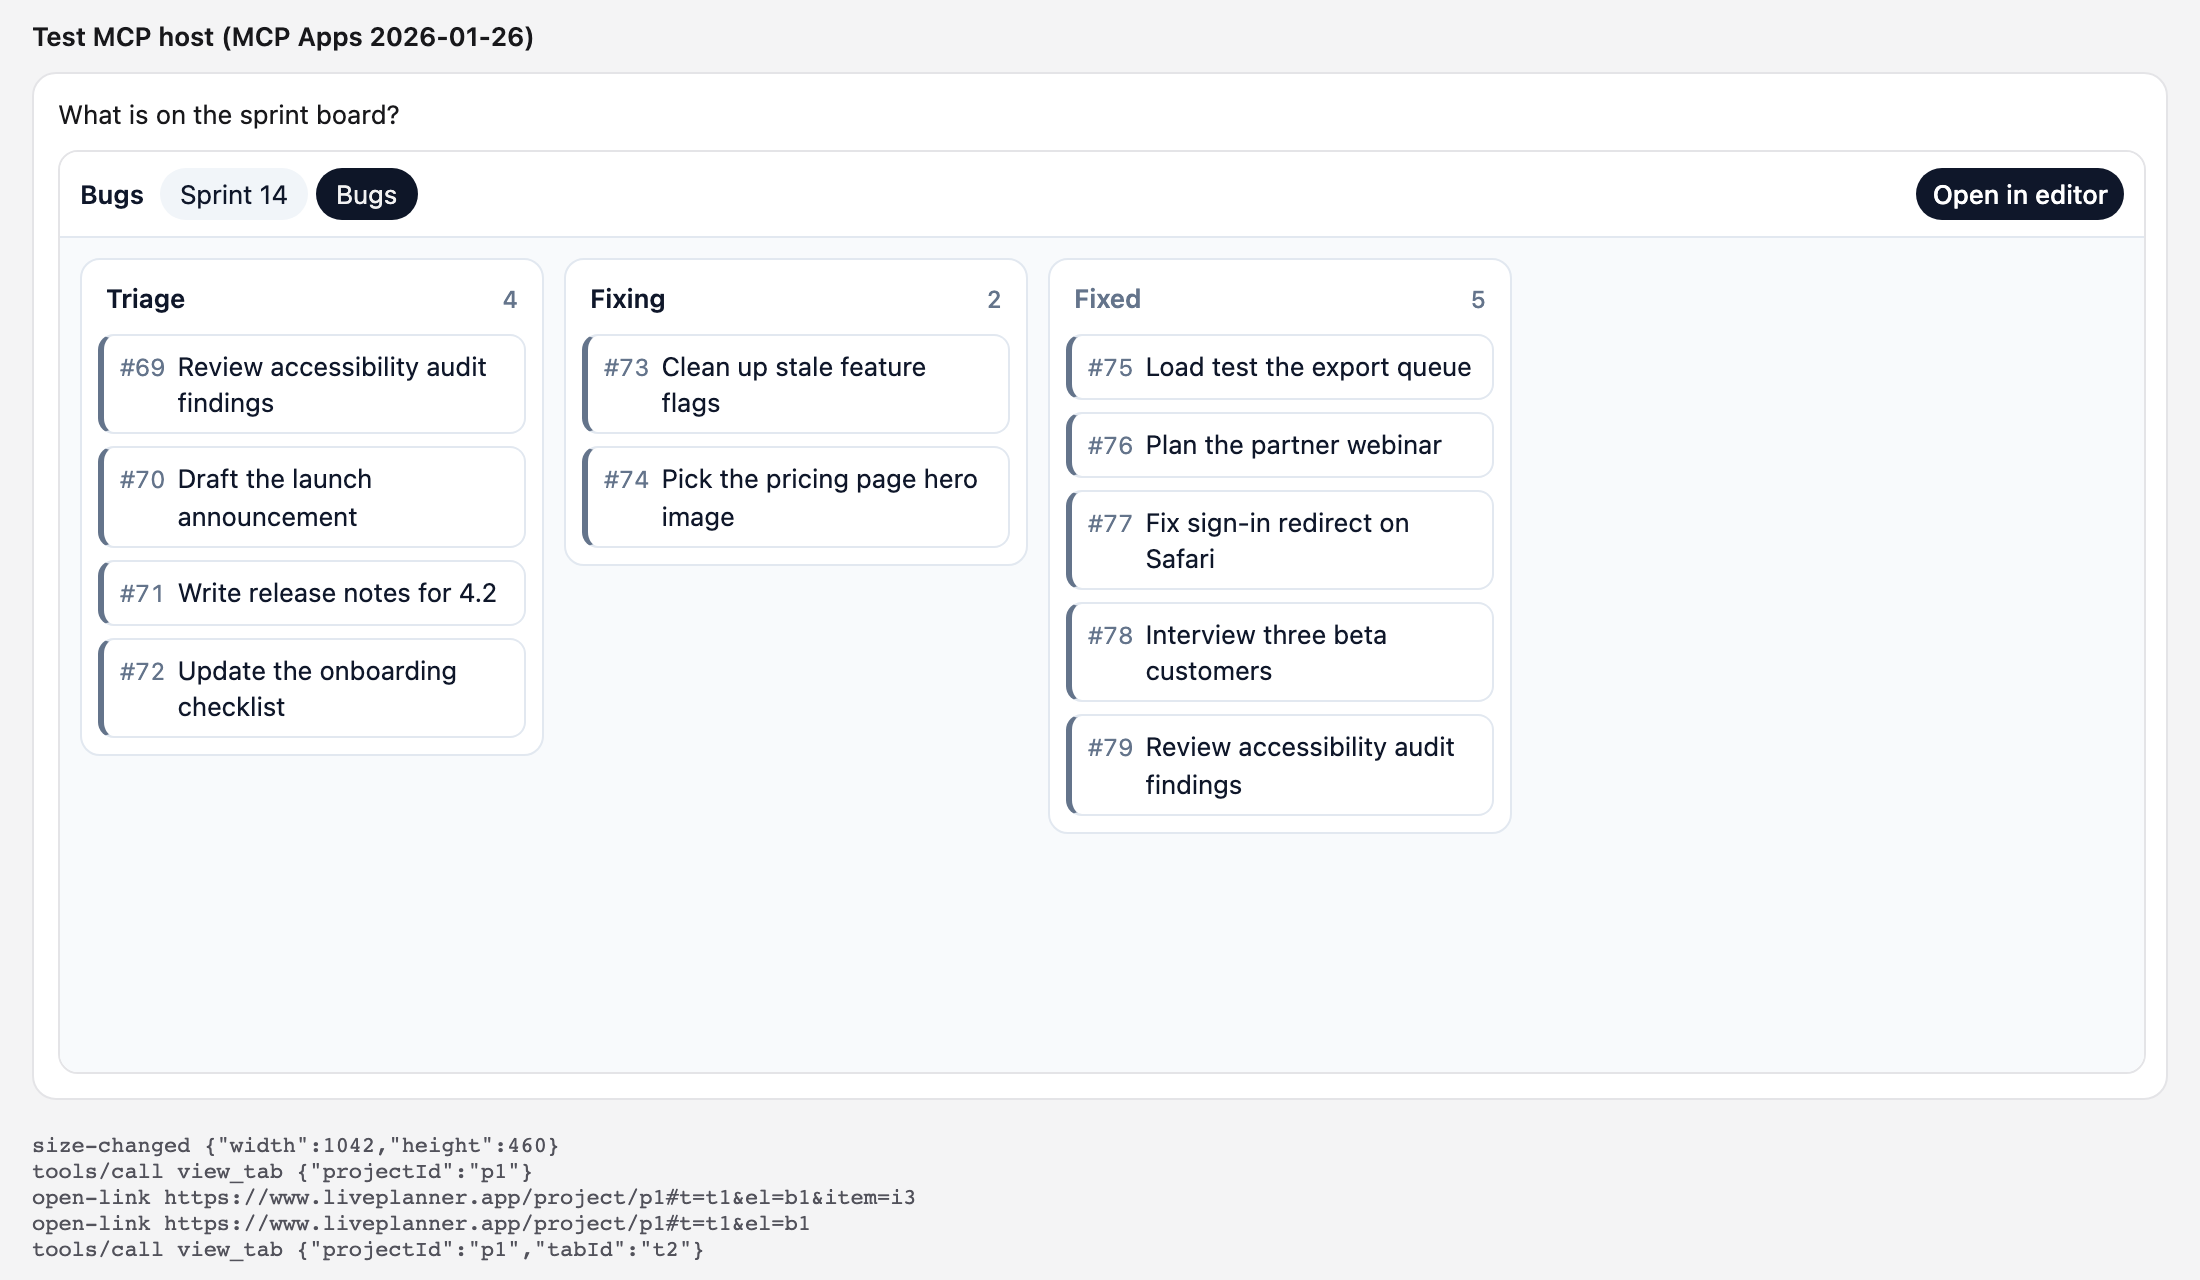 Test MCP host (MCP Apps 2026-01-26)
What is on the sprint board?
Bugs Sprint 14 Bugs Open in editor
Triage 4
#69 Review accessibility audit
findings
#70 Draft the launch
announcement
#71 Write release notes for 4.2
#72 Update the onboarding
checklist
Fixing 2
#73 Clean up stale feature
flags
#74 Pick the pricing page hero
image
Fixed 5
#75 Load test the export queue
#76 Plan the partner webinar
#77 Fix sign-in redirect on
Safari
#78 Interview three beta
customers
#79 Review accessibility audit
findings
size-changed {"width":1042,"height":460}
tools/call view_tab {"projectId":"p1"}
open-link https://www.liveplanner.app/project/p1#t=t1&el=b1&item=i3
open-link https://www.liveplanner.app/project/p1#t=t1&el=b1
tools/call view_tab {"projectId":"p1","tabId":"t2"}